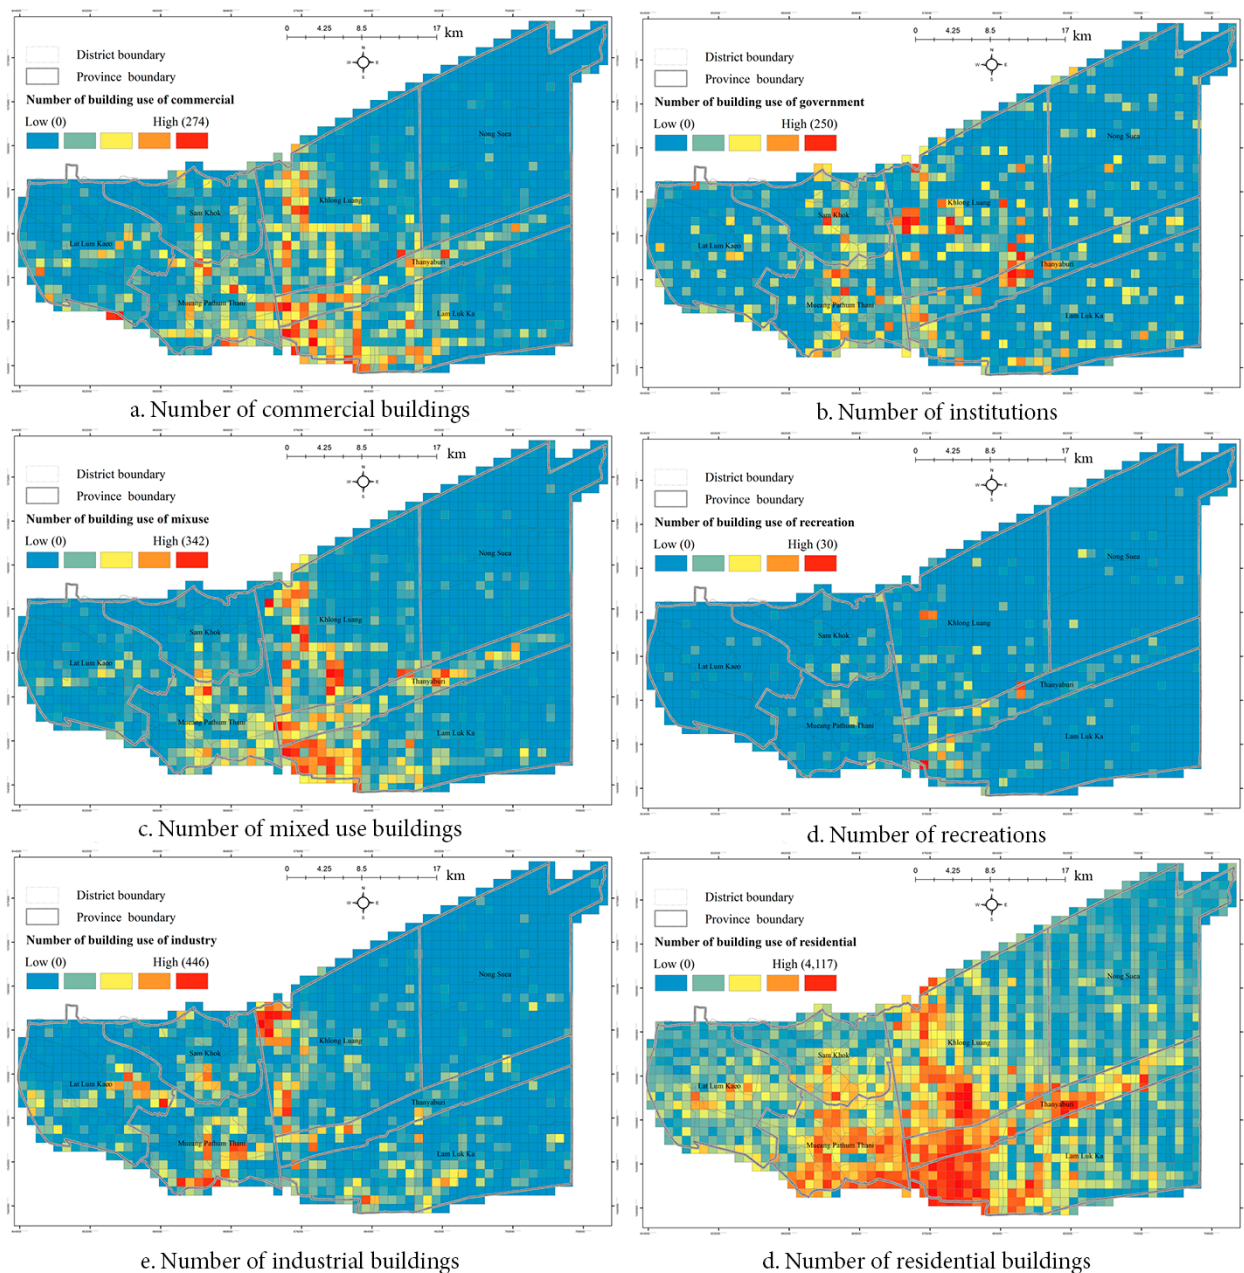 0 4.25 8.5 17 km
N
W E
S
District boundary
Province boundary
Number of building use of commercial
Low (0) High (274)
Nong Suea
Khlong Luang
Sam Khok
Lat Lum Kaeo
Thanyaburi
Mueang Pathum Thani
Lam Luk Ka
a. Number of commercial buildings
0 4.25 8.5 17 km
N
W E
S
District boundary
Province boundary
Number of building use of government
Low (0) High (250)
Nong Suea
Khlong Luang
Sam Khok
Lat Lum Kaeo
Thanyaburi
Mueang Pathum Thani
Lam Luk Ka
b. Number of institutions
0 4.25 8.5 17 km
N
W E
S
District boundary
Province boundary
Number of building use of mixuse
Low (0) High (342)
Nong Suea
Khlong Luang
Sam Khok
Lat Lum Kaeo
Thanyaburi
Mueang Pathum Thani
Lam Luk Ka
c. Number of mixed use buildings
0 4.25 8.5 17 km
N
W E
S
District boundary
Province boundary
Number of building use of recreation
Low (0) High (30)
Nong Suea
Khlong Luang
Sam Khok
Lat Lum Kaeo
Thanyaburi
Mueang Pathum Thani
Lam Luk Ka
d. Number of recreations
0 4.25 8.5 17 km
N
W E
S
District boundary
Province boundary
Number of building use of industry
Low (0) High (446)
Nong Suea
Khlong Luang
Sam Khok
Lat Lum Kaeo
Thanyaburi
Mueang Pathum Thani
Lam Luk Ka
e. Number of industrial buildings
0 4.25 8.5 17 km
N
W E
S
District boundary
Province boundary
Number of building use of residential
Low (0) High (4,117)
Nong Suea
Khlong Luang
Sam Khok
Lat Lum Kaeo
Thanyaburi
Mueang Pathum Thani
Lam Luk Ka
d. Number of residential buildings